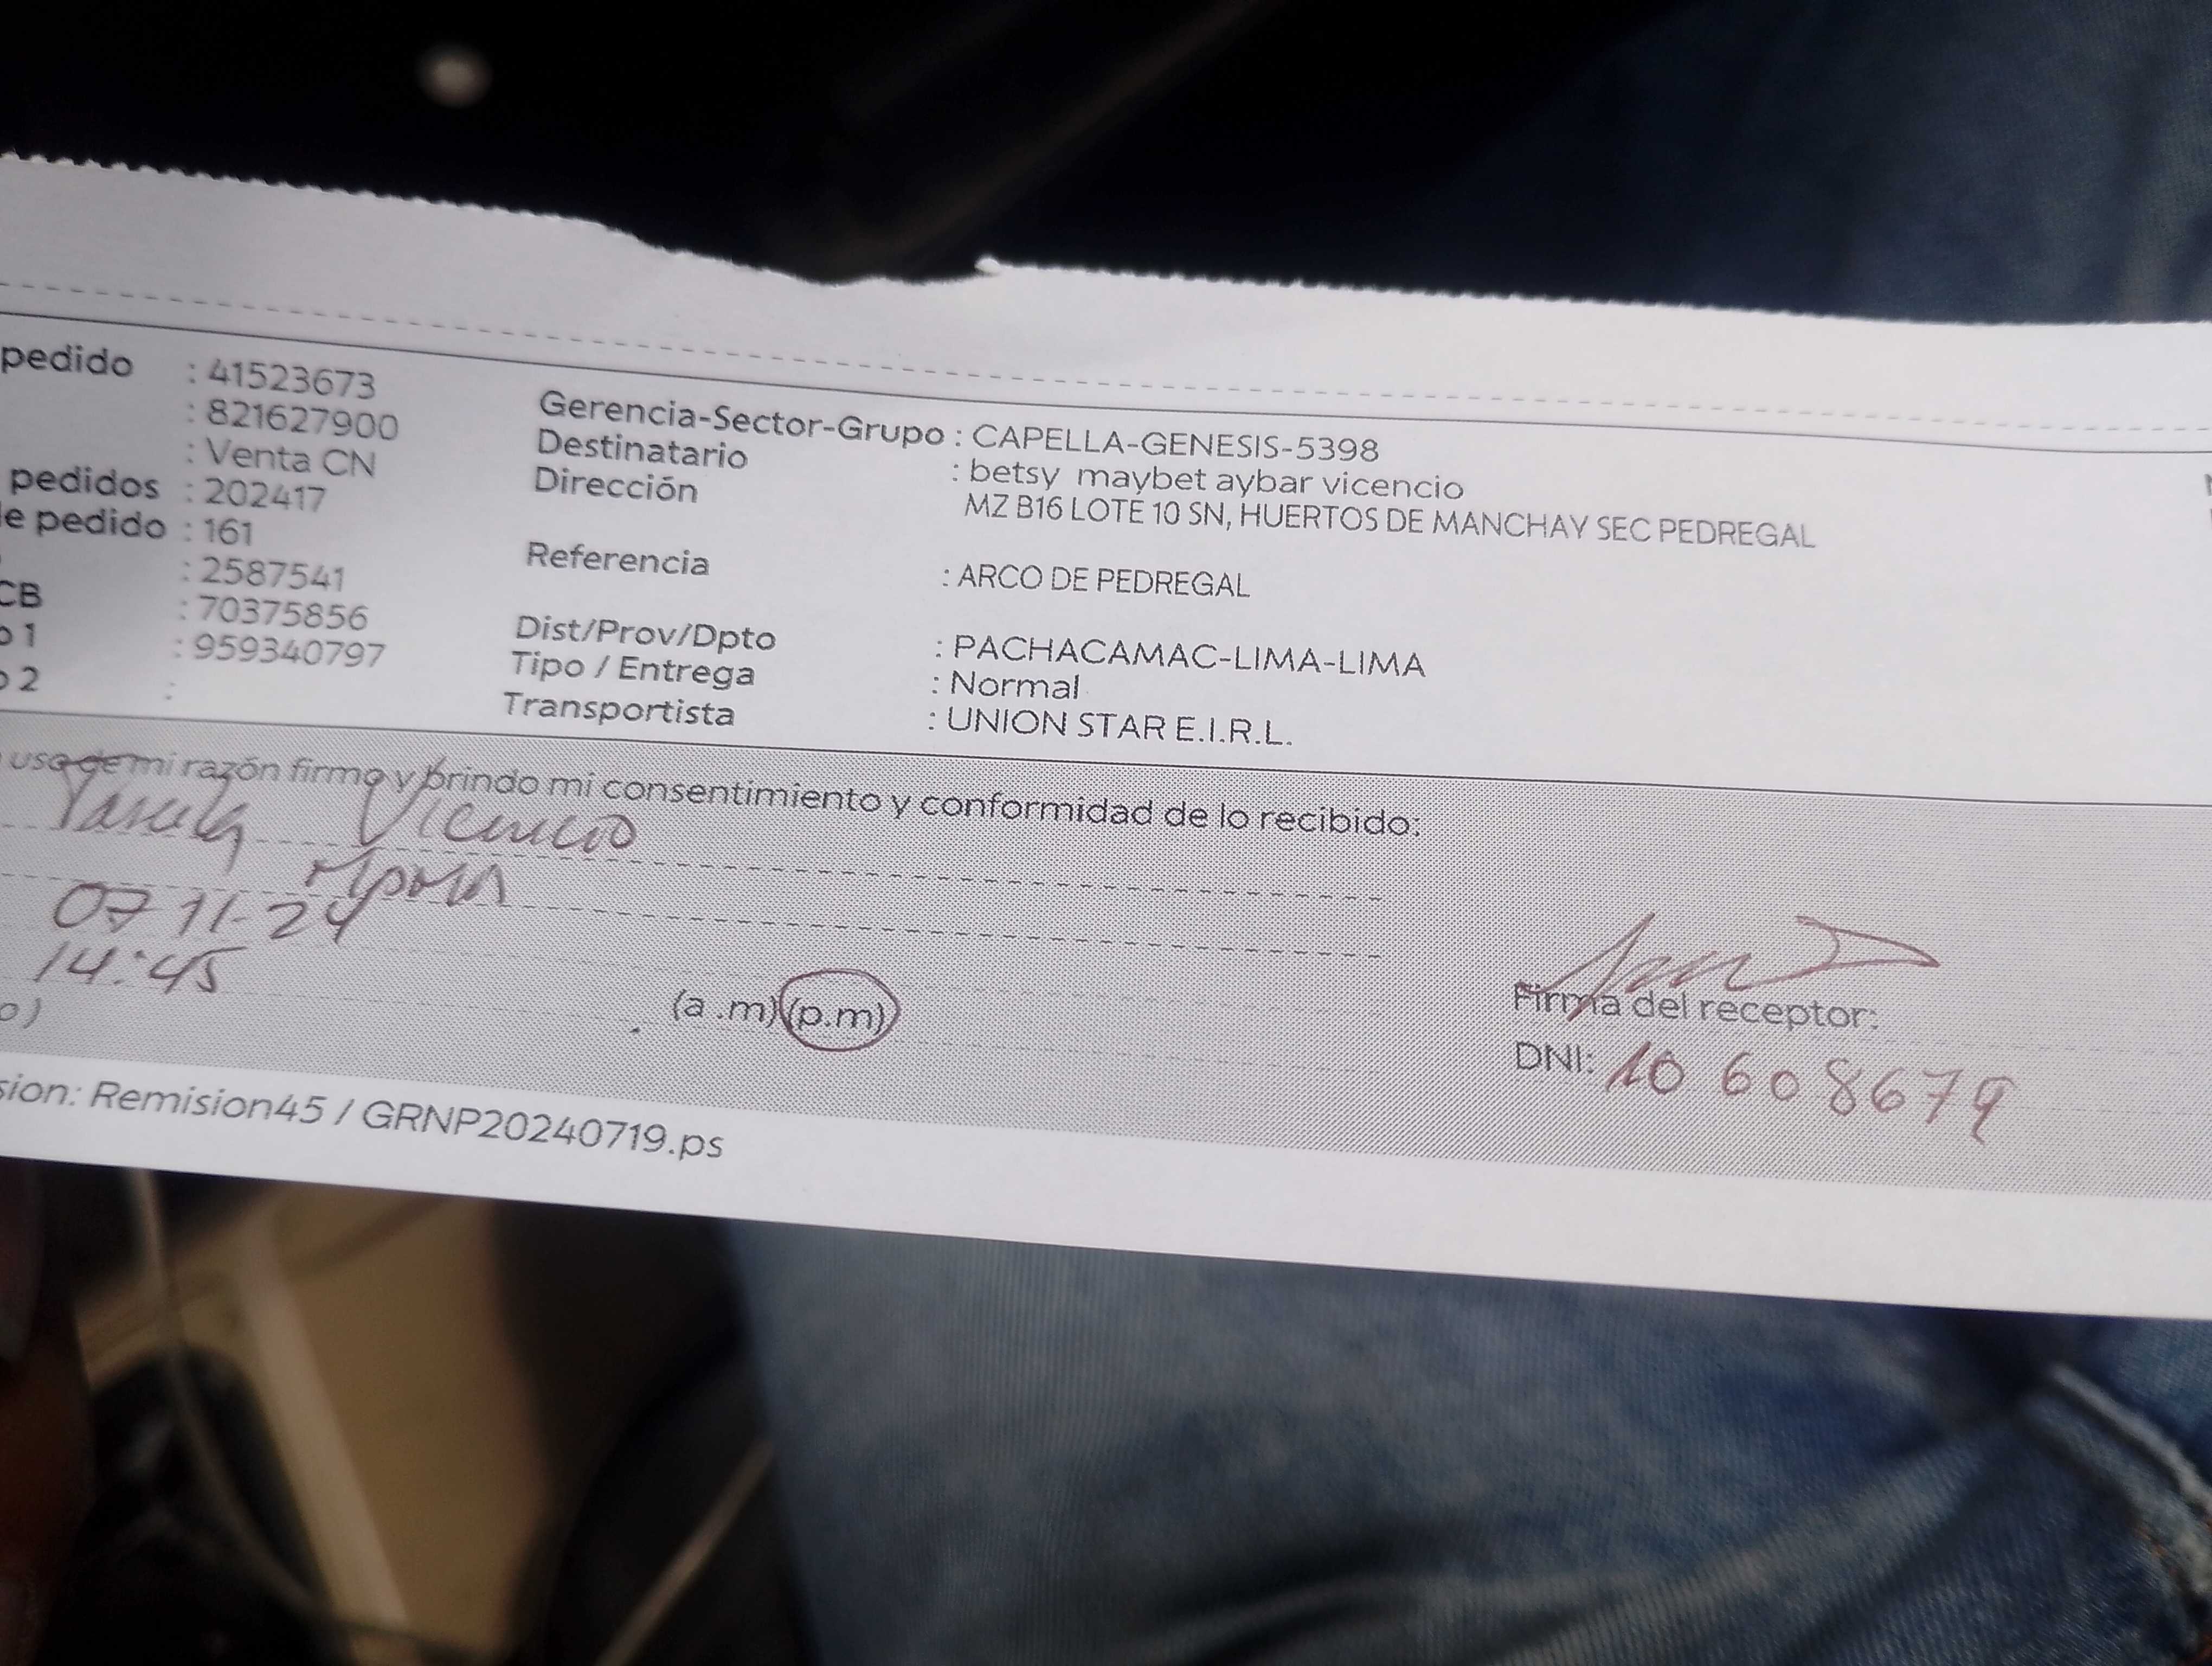 pedido : 41523673
: 821627900
: Venta CN
pedidos : 202417
e pedido : 161
: 2587541
CB : 70375856
o 1 : 959340797
o 2 :
Gerencia-Sector-Grupo : CAPELLA-GENESIS-5398
Destinatario : betsy maybet aybar vicencio
Dirección MZ B16 LOTE 10 SN, HUERTOS DE MANCHAY SEC PEDREGAL
Referencia : ARCO DE PEDREGAL
Dist/Prov/Dpto : PACHACAMAC-LIMA-LIMA
Tipo / Entrega : Normal
Transportista : UNION STAR E.I.R.L.
uso de mi razón firmo y brindo mi consentimiento y conformidad de lo recibido:
Vicencio
07 11-24
14:45
(a .m) (p.m)
Firma del receptor:
DNI: 10608679
sion: Remision45 / GRNP20240719.ps